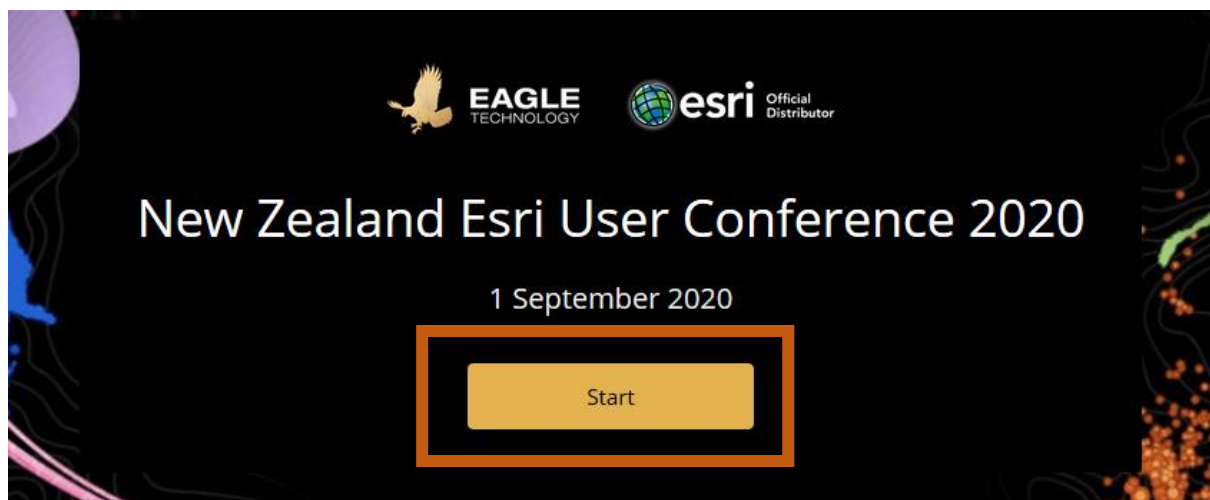 EAGLE
TECHNOLOGY
esri Official
Distributor
New Zealand Esri User Conference 2020
1 September 2020
Start